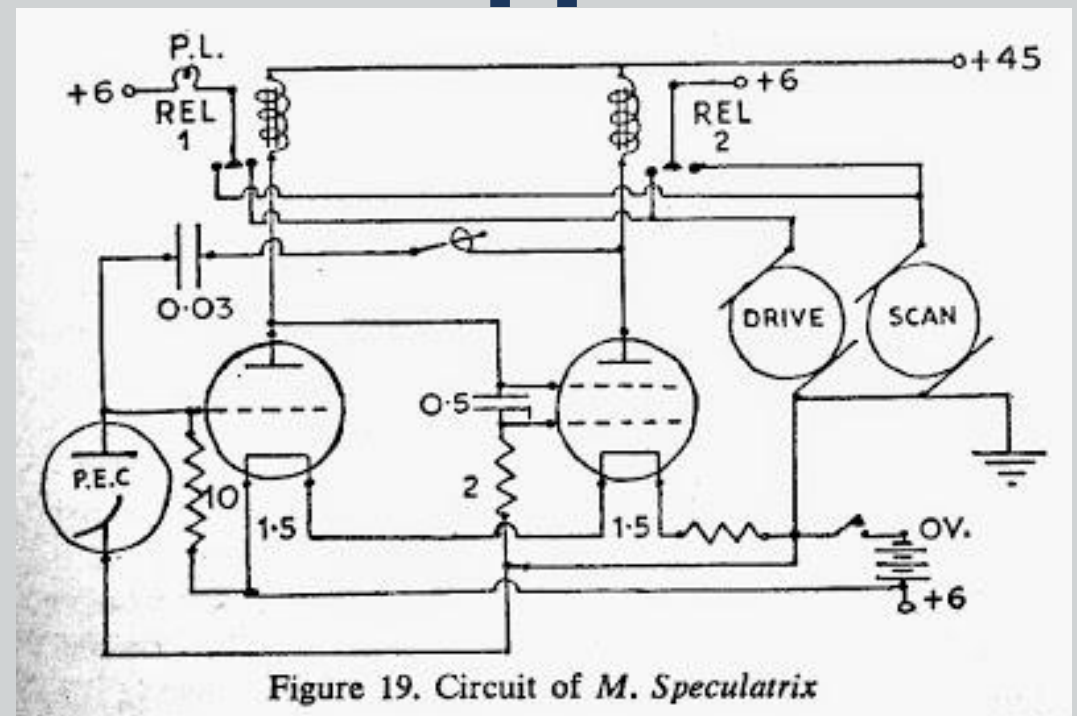 P.L.
+6
REL
1
+45
+6
REL
2
0·03
DRIVE
SCAN
0·5
P.E.C
10
2
1·5
1·5
0V.
+6
Figure 19. Circuit of M. Speculatrix